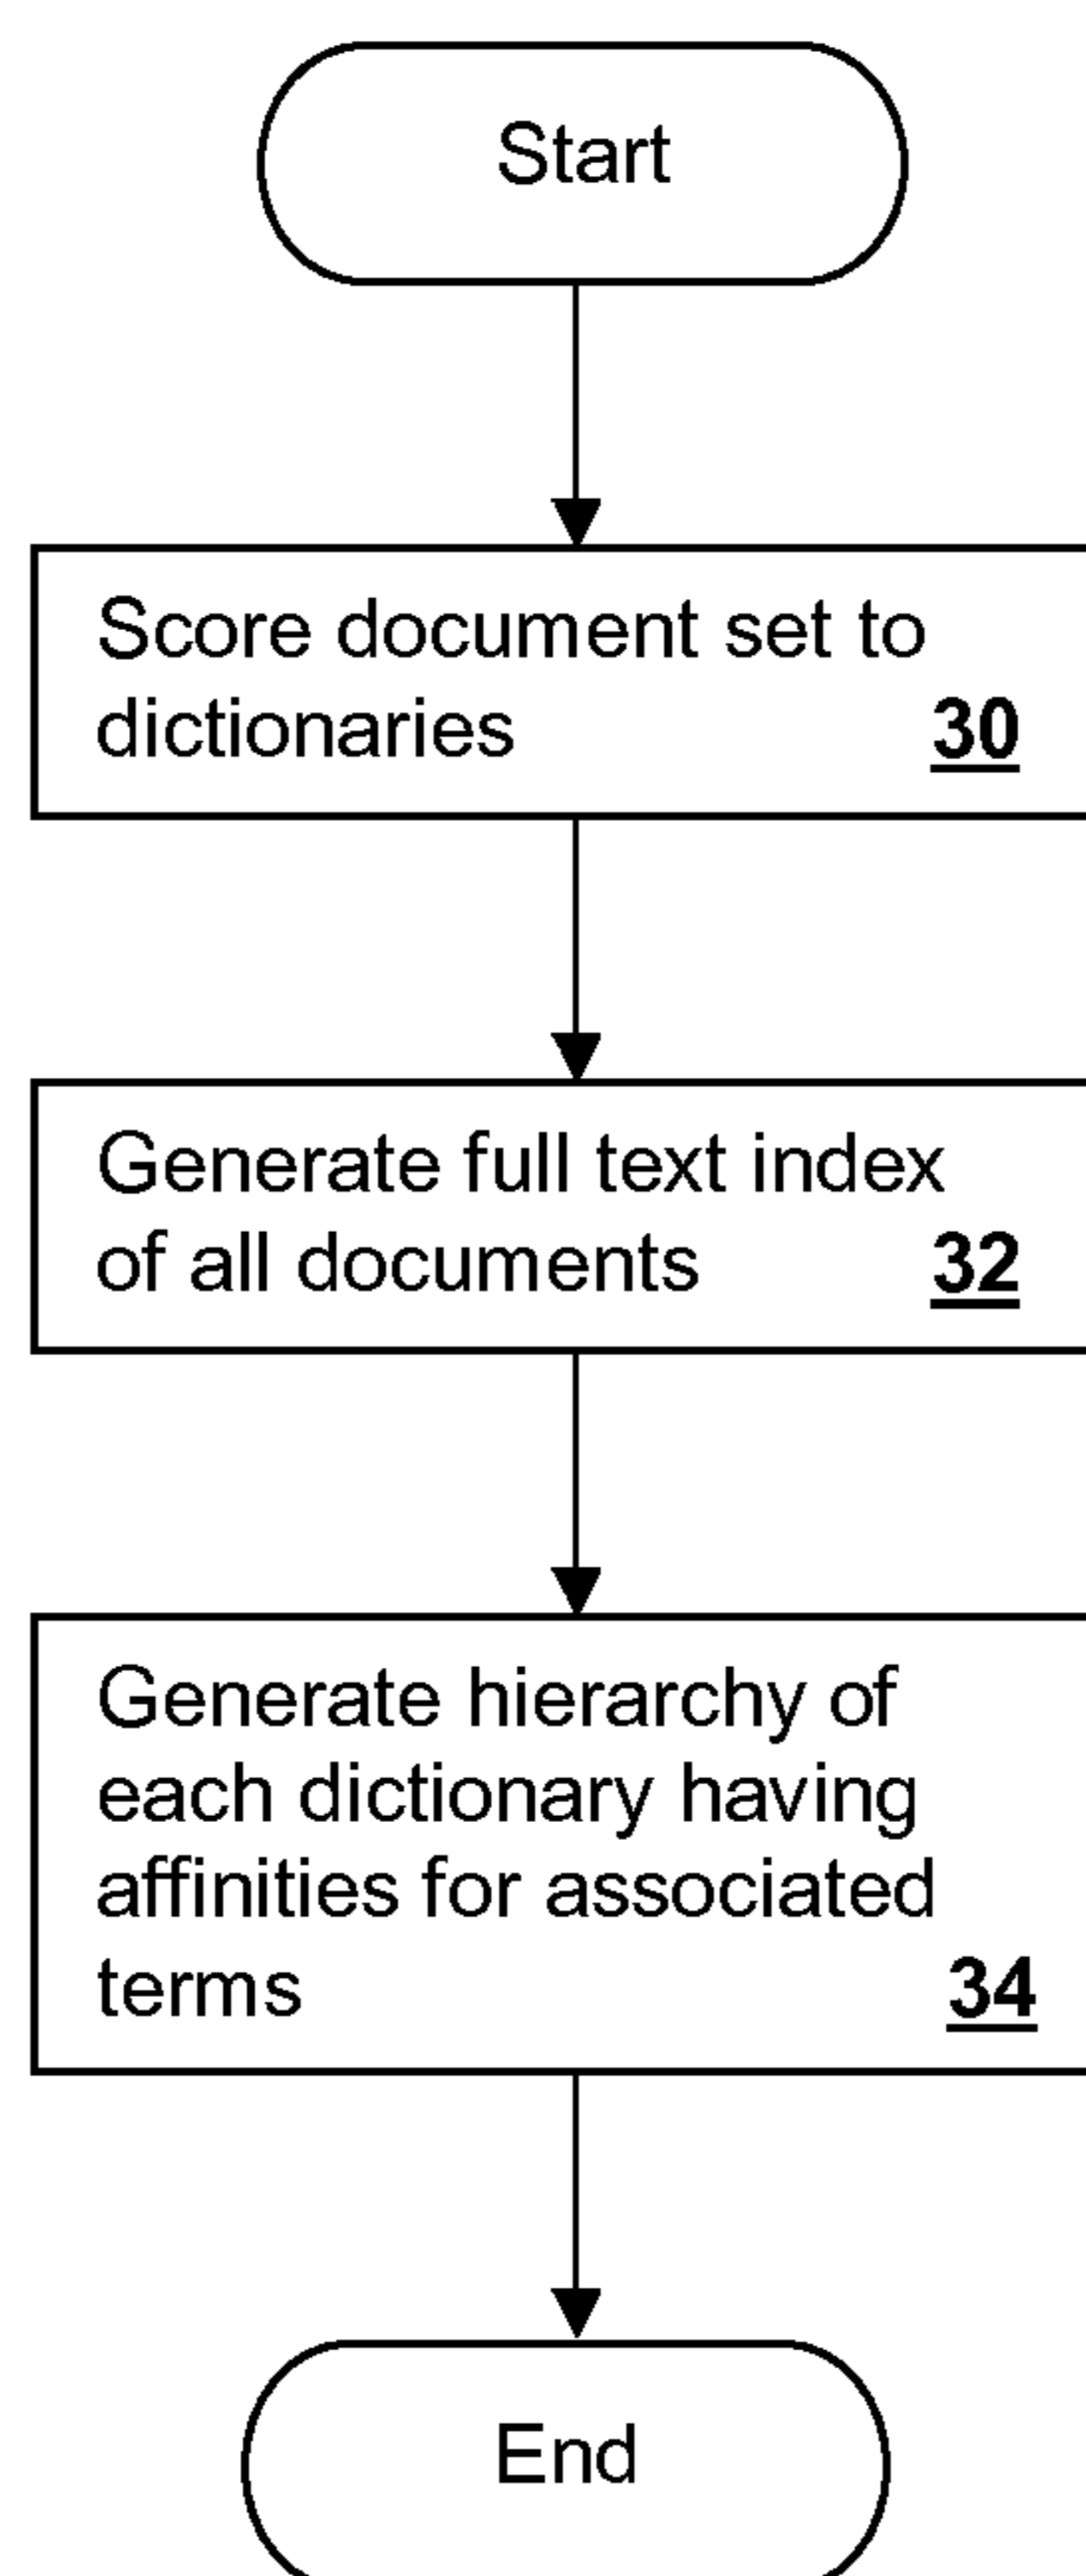 Start
Score document set to
dictionaries 30
Generate full text index
of all documents 32
Generate hierarchy of
each dictionary having
affinities for associated
terms 34
End